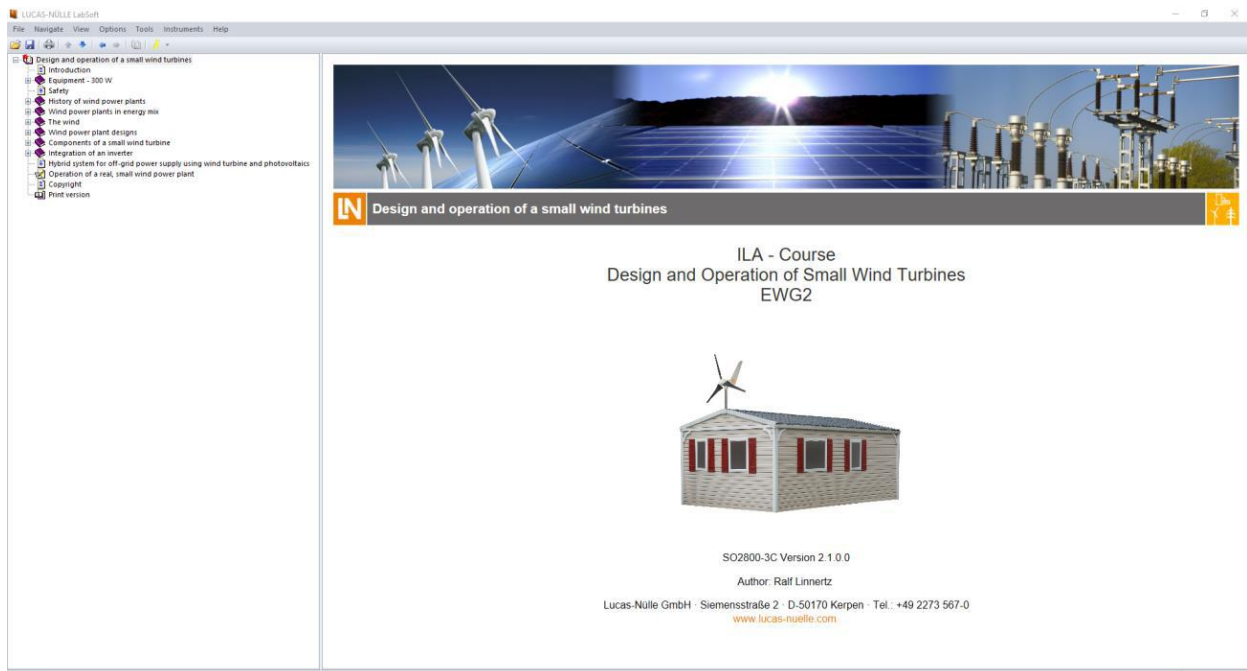 LUCAS-NÜLLE LabSoft
File Navigate View Options Tools Instruments Help
Design and operation of a small wind turbines
Introduction
Equipment - 300 W
Safety
History of wind power plants
Wind power plants in energy mix
The wind
Wind power plant designs
Components of a small wind turbine
Integration of an inverter
Hybrid system for off-grid power supply using wind turbine and photovoltaics
Operation of a real, small wind power plant
Copyright
Print version
LN Design and operation of a small wind turbines
ILA - Course
Design and Operation of Small Wind Turbines
EWG2
SO2800-3C Version 2.1.0.0
Author: Ralf Linnertz
Lucas-Nülle GmbH · Siemensstraße 2 · D-50170 Kerpen · Tel.: +49 2273 567-0
www.lucas-nuelle.com